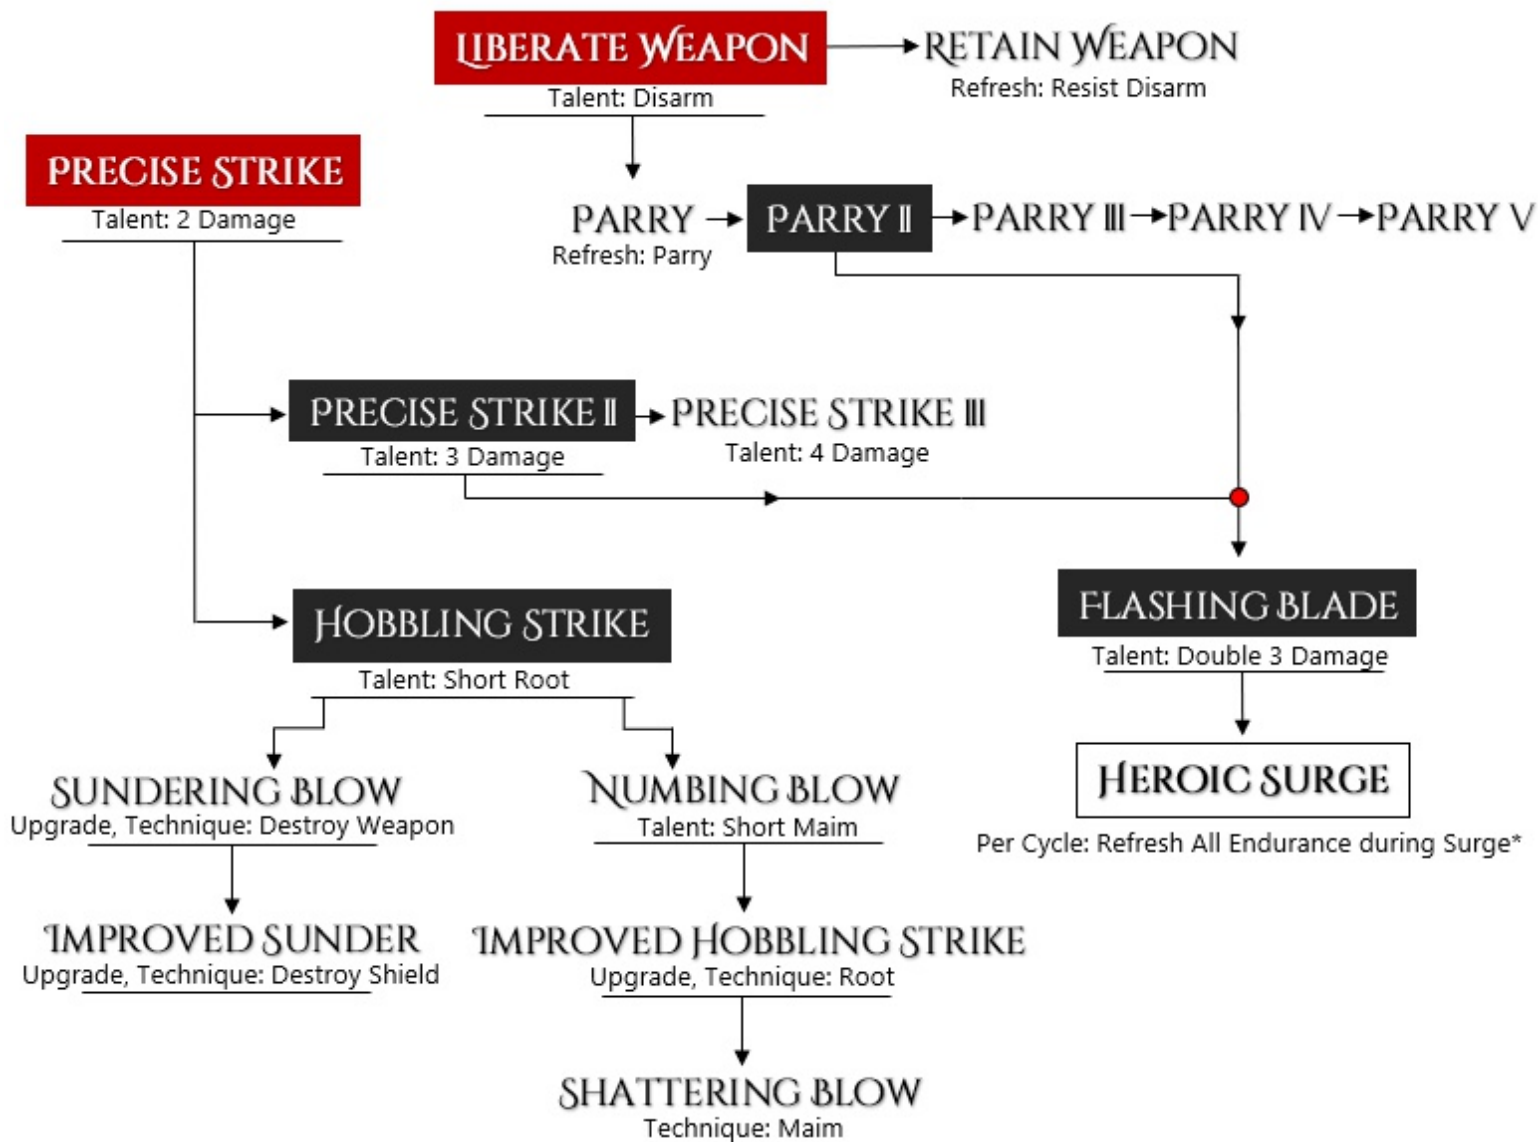 Liberate Weapon
Talent: Disarm
Retain Weapon
Refresh: Resist Disarm
Precise Strike
Talent: 2 Damage
Parry
Refresh: Parry
Parry II
Parry III
Parry IV
Parry V
Precise Strike II
Talent: 3 Damage
Precise Strike III
Talent: 4 Damage
Hobbling Strike
Talent: Short Root
Flashing Blade
Talent: Double 3 Damage
Sundering Blow
Upgrade, Technique: Destroy Weapon
Numbing Blow
Talent: Short Maim
Heroic Surge
Per Cycle: Refresh All Endurance during Surge*
Improved Sunder
Upgrade, Technique: Destroy Shield
Improved Hobbling Strike
Upgrade, Technique: Root
Shattering Blow
Technique: Maim